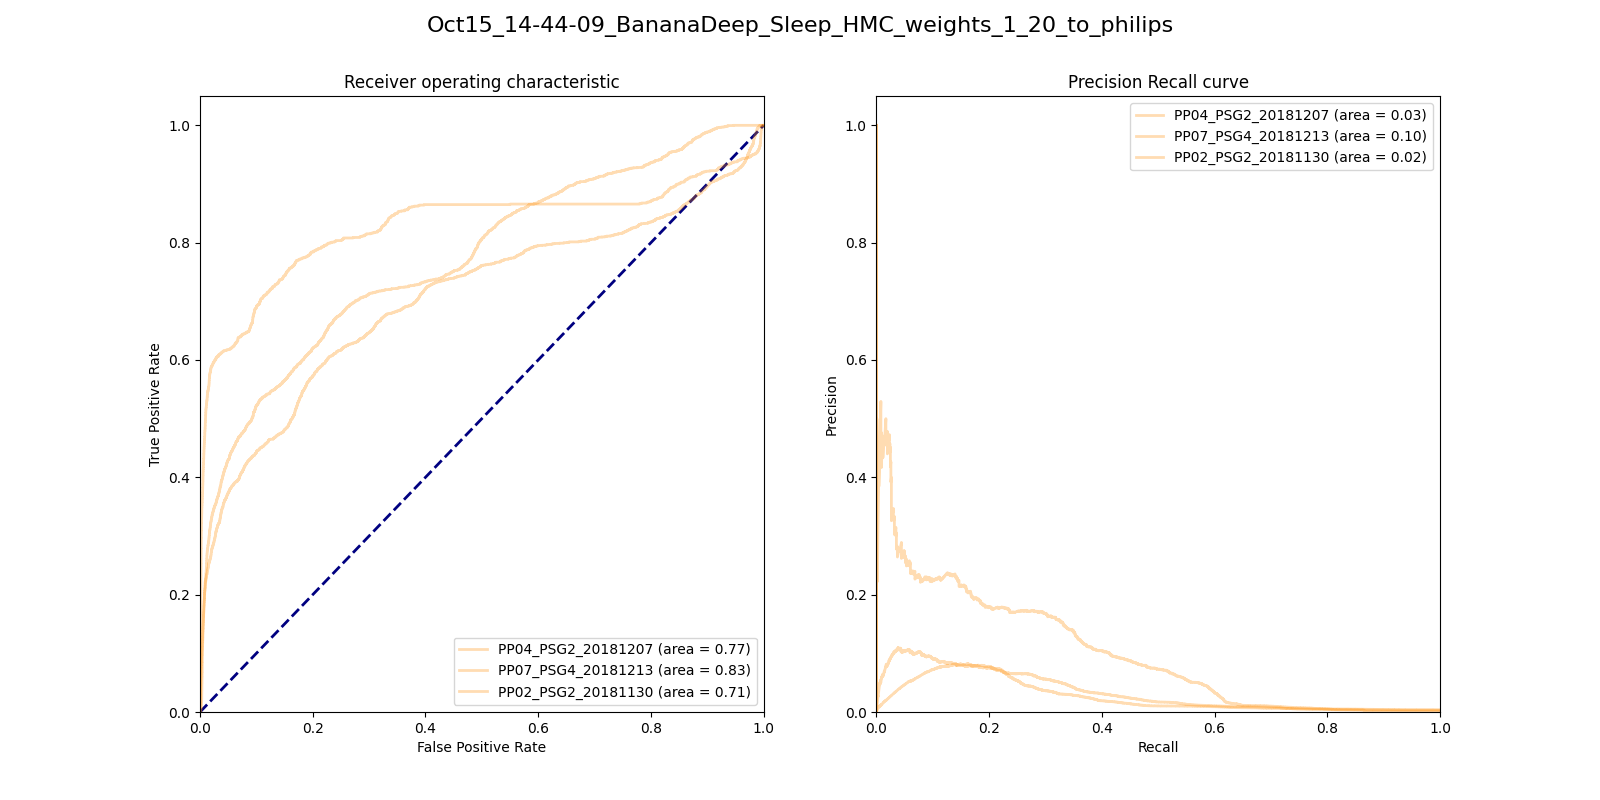 Oct15_14-44-09_BananaDeep_Sleep_HMC_weights_1_20_to_philips
Receiver operating characteristic
1.0
0.8
0.6
0.4
0.2
0.0
True Positive Rate
PP04_PSG2_20181207 (area = 0.77)
PP07_PSG4_20181213 (area = 0.83)
PP02_PSG2_20181130 (area = 0.71)
0.0 0.2 0.4 0.6 0.8 1.0
False Positive Rate
Precision Recall curve
PP04_PSG2_20181207 (area = 0.03)
PP07_PSG4_20181213 (area = 0.10)
PP02_PSG2_20181130 (area = 0.02)
1.0
0.8
0.6
0.4
0.2
0.0
Precision
0.0 0.2 0.4 0.6 0.8 1.0
Recall